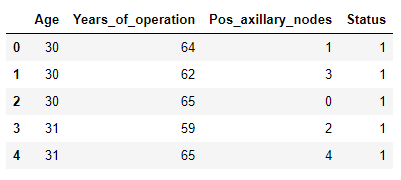 Age Years_of_operation Pos_axillary_nodes Status
0 30 64 1 1
1 30 62 3 1
2 30 65 0 1
3 31 59 2 1
4 31 65 4 1